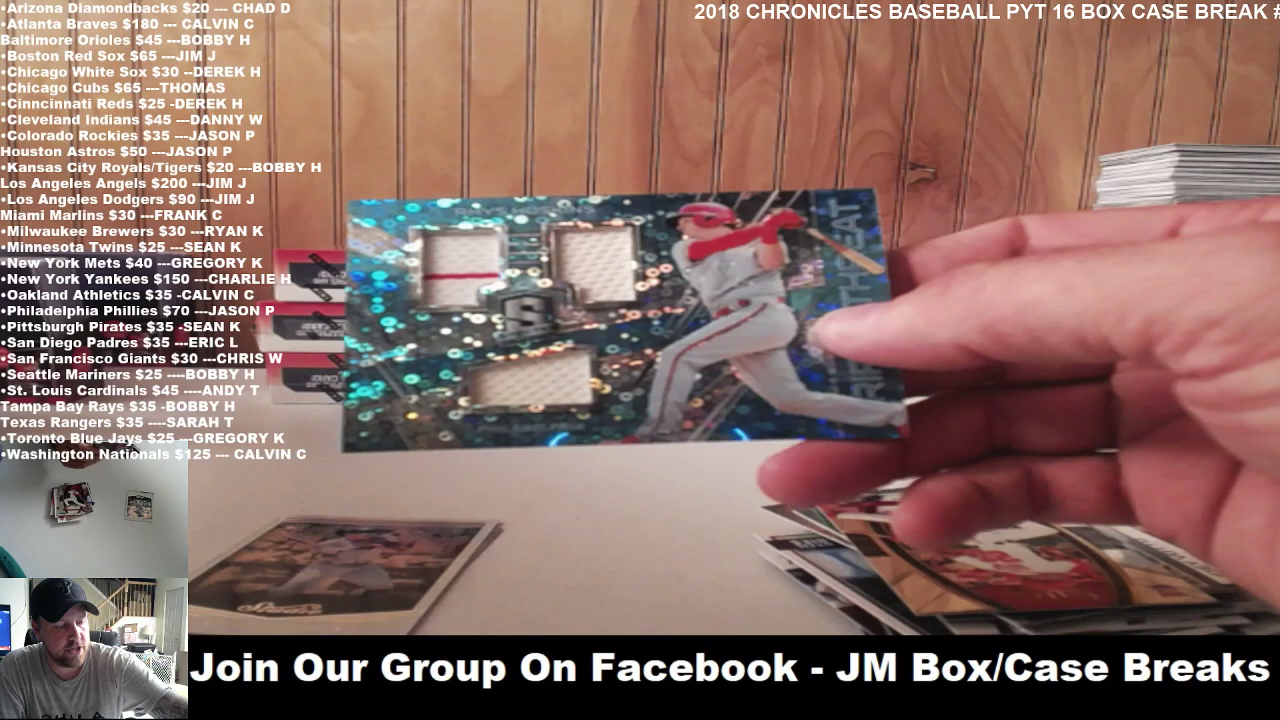 •Arizona Diamondbacks $20 --- CHAD D
•Atlanta Braves $180 --- CALVIN C
Baltimore Orioles $45 ---BOBBY H
•Boston Red Sox $65 ---JIM J
•Chicago White Sox $30 --DEREK H
•Chicago Cubs $65 ---THOMAS
•Cinncinnati Reds $25 -DEREK H
•Cleveland Indians $45 ---DANNY W
•Colorado Rockies $35 ---JASON P
Houston Astros $50 ---JASON P
•Kansas City Royals/Tigers $20 ---BOBBY H
Los Angeles Angels $200 ---JIM J
•Los Angeles Dodgers $90 ---JIM J
Miami Marlins $30 ---FRANK C
•Milwaukee Brewers $30 ---RYAN K
•Minnesota Twins $25 ---SEAN K
•New York Mets $40 ---GREGORY K
•New York Yankees $150 ---CHARLIE H
•Oakland Athletics $35 -CALVIN C
•Philadelphia Phillies $70 ---JASON P
•Pittsburgh Pirates $35 -SEAN K
•San Diego Padres $35 ---ERIC L
•San Francisco Giants $30 ---CHRIS W
•Seattle Mariners $25 ----BOBBY H
•St. Louis Cardinals $45 ----ANDY T
Tampa Bay Rays $35 -BOBBY H
Texas Rangers $35 ----SARAH T
•Toronto Blue Jays $25 ---GREGORY K
•Washington Nationals $125 --- CALVIN C
2018 CHRONICLES BASEBALL PYT 16 BOX CASE BREAK #
Join Our Group On Facebook - JM Box/Case Breaks